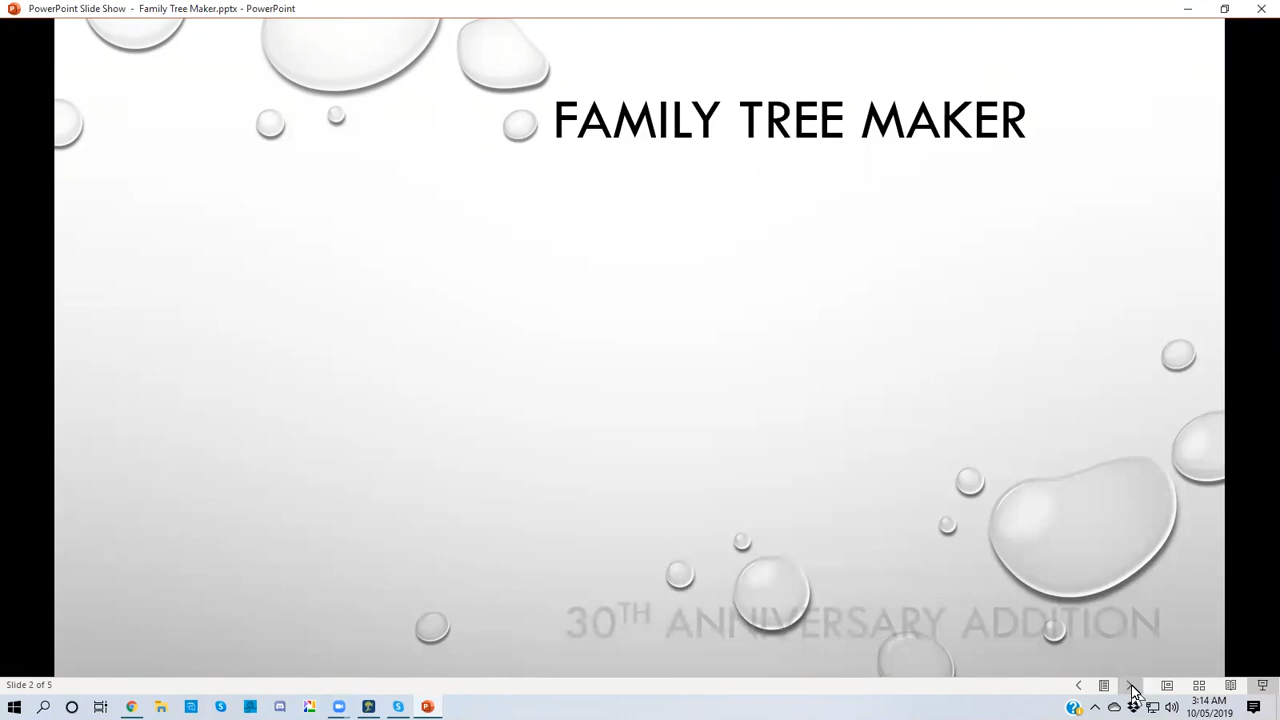 PowerPoint Slide Show - Family Tree Maker.pptx - PowerPoint
FAMILY TREE MAKER
30TH ANNIVERSARY ADDITION
Slide 2 of 5
3:14 AM
10/05/2019